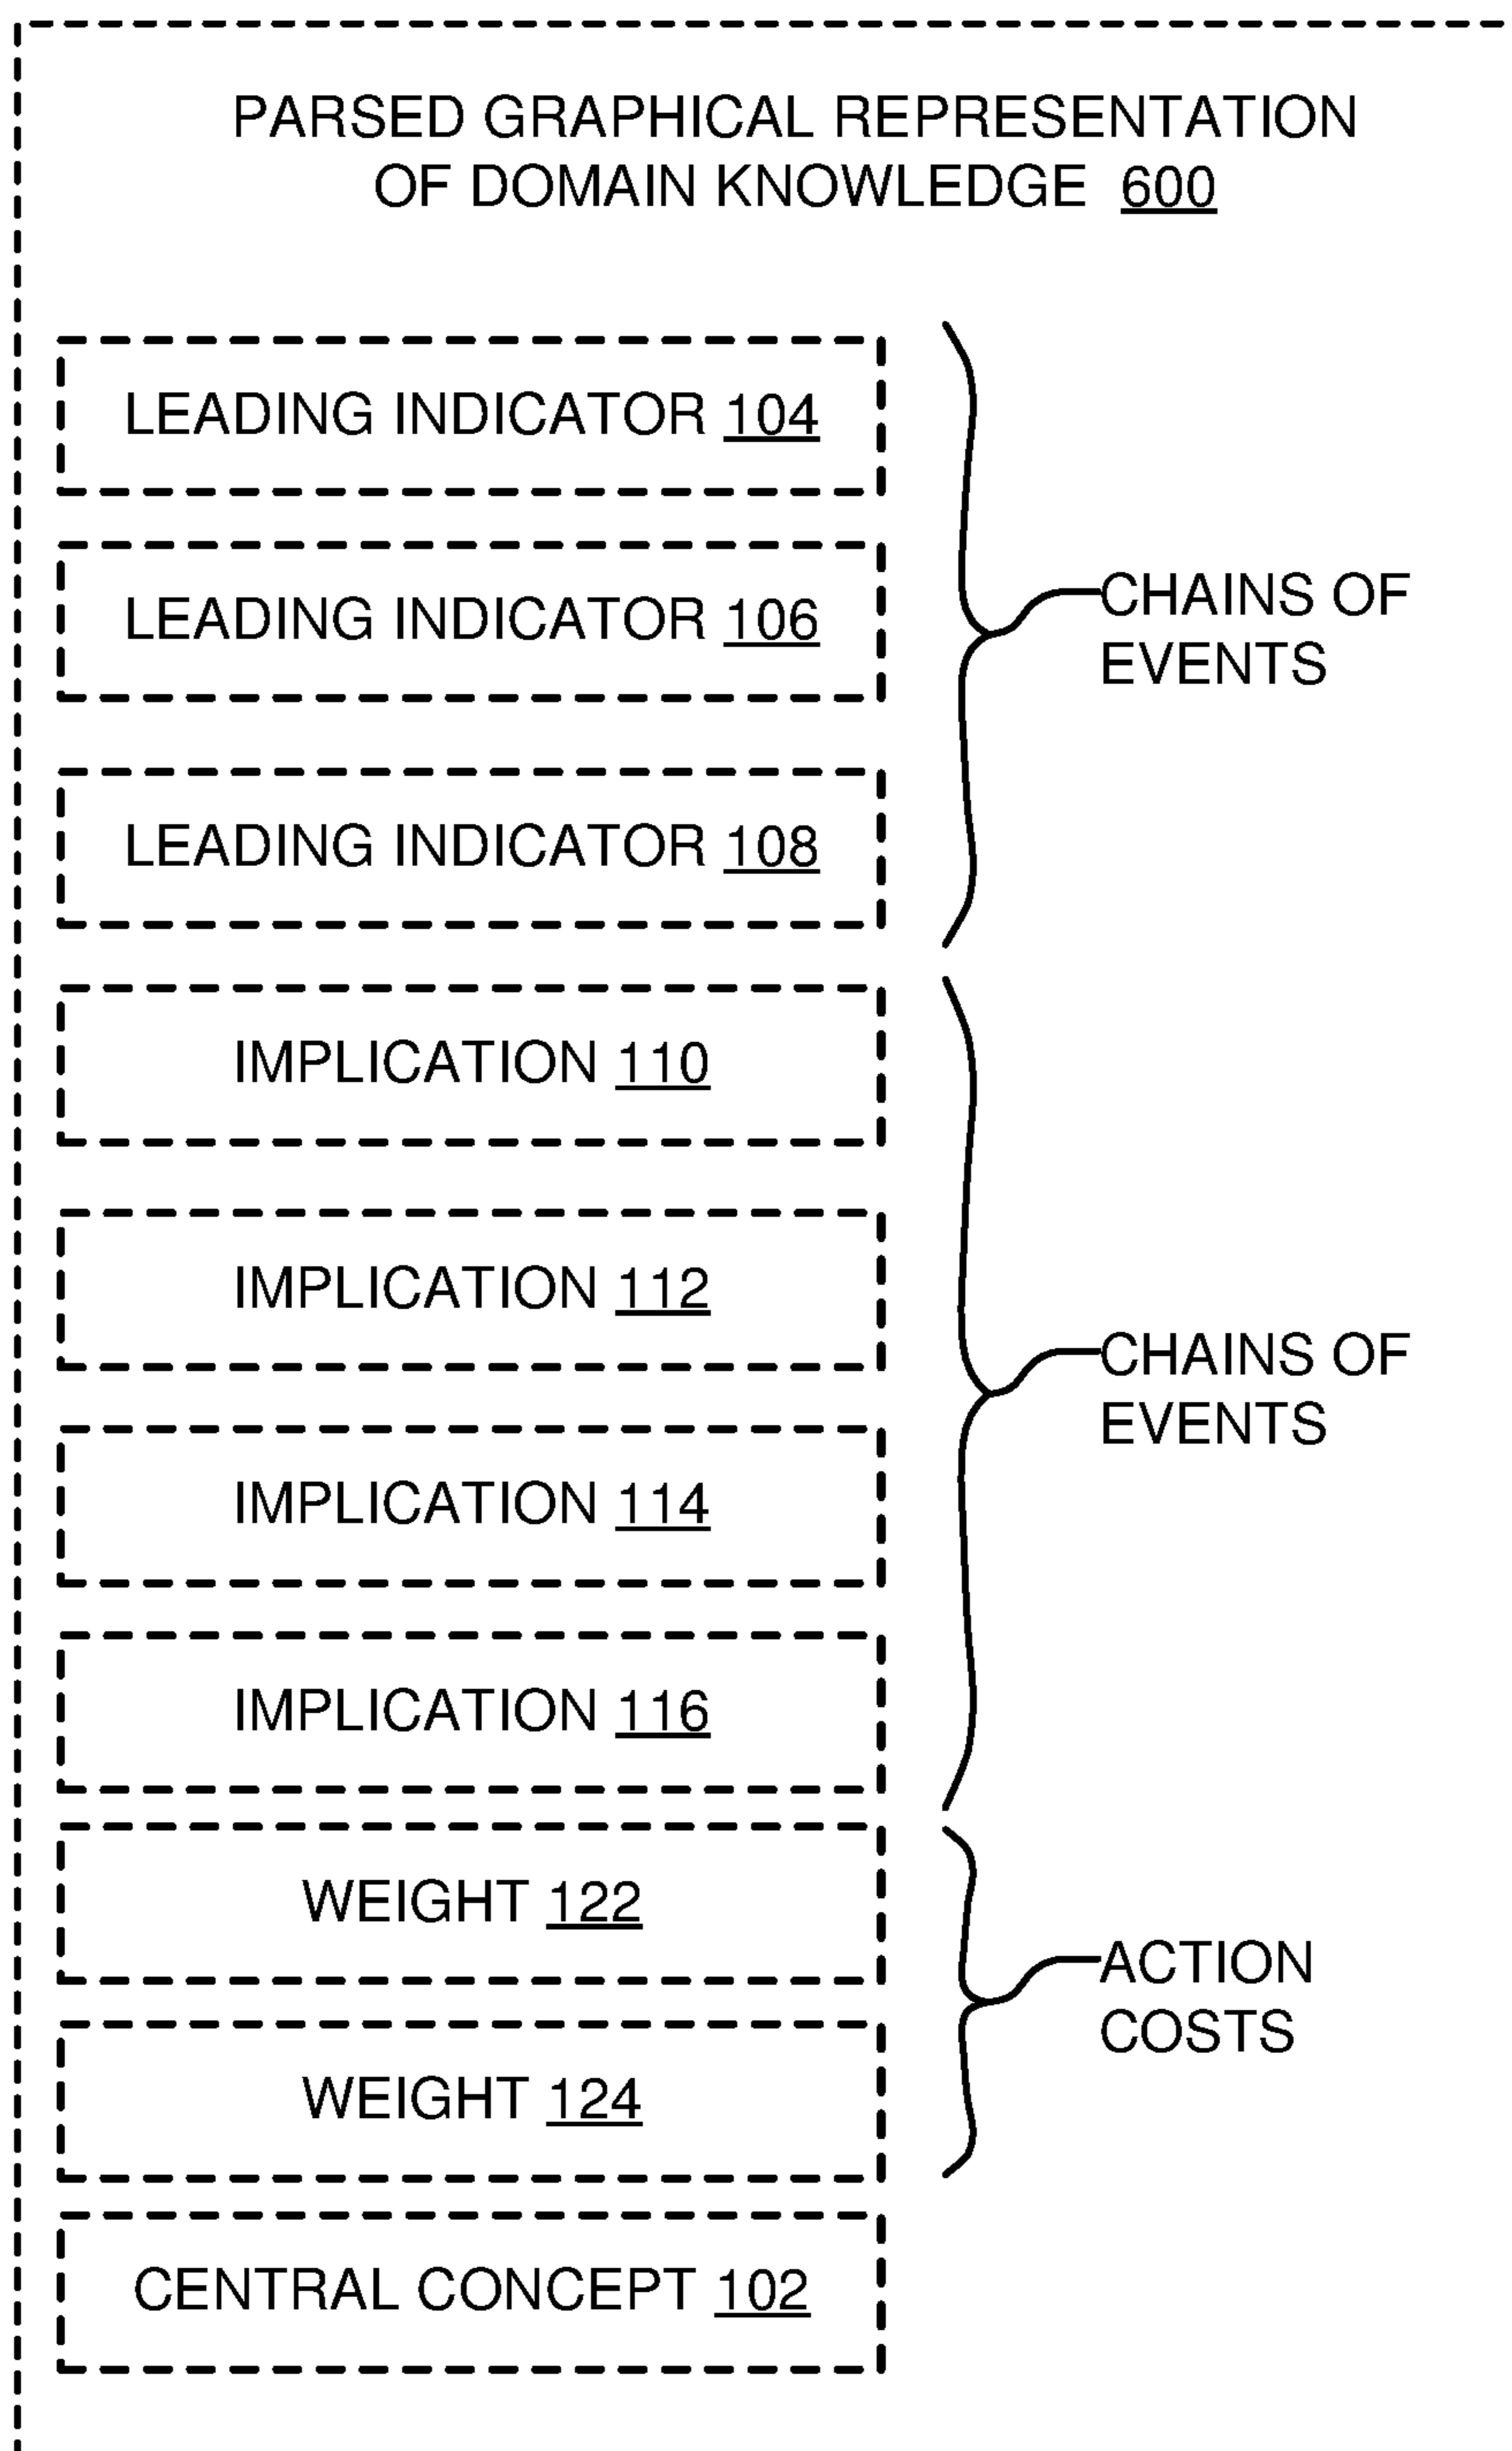 PARSED GRAPHICAL REPRESENTATION
OF DOMAIN KNOWLEDGE 600
LEADING INDICATOR 104
LEADING INDICATOR 106
CHAINS OF
EVENTS
LEADING INDICATOR 108
IMPLICATION 110
IMPLICATION 112
CHAINS OF
EVENTS
IMPLICATION 114
IMPLICATION 116
WEIGHT 122
ACTION
COSTS
WEIGHT 124
CENTRAL CONCEPT 102